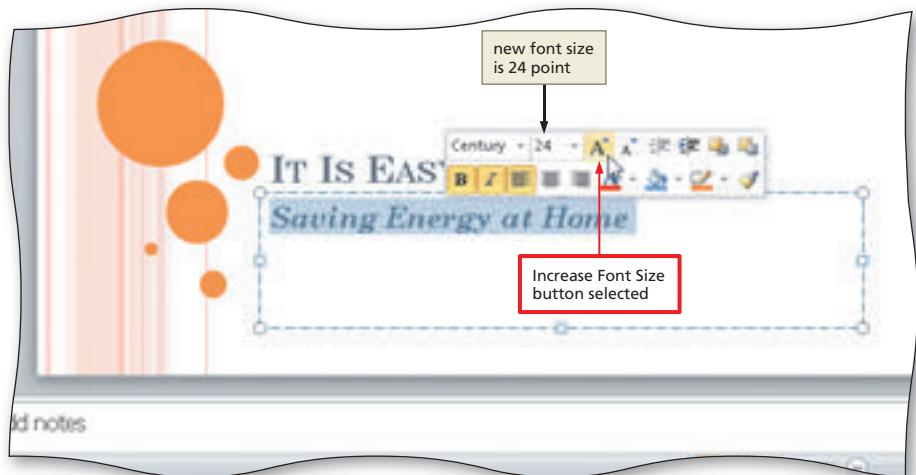 new font size
is 24 point
Century 24 A A
IT IS EASY
B I A
Saving Energy at Home
Increase Font Size
button selected
dd notes